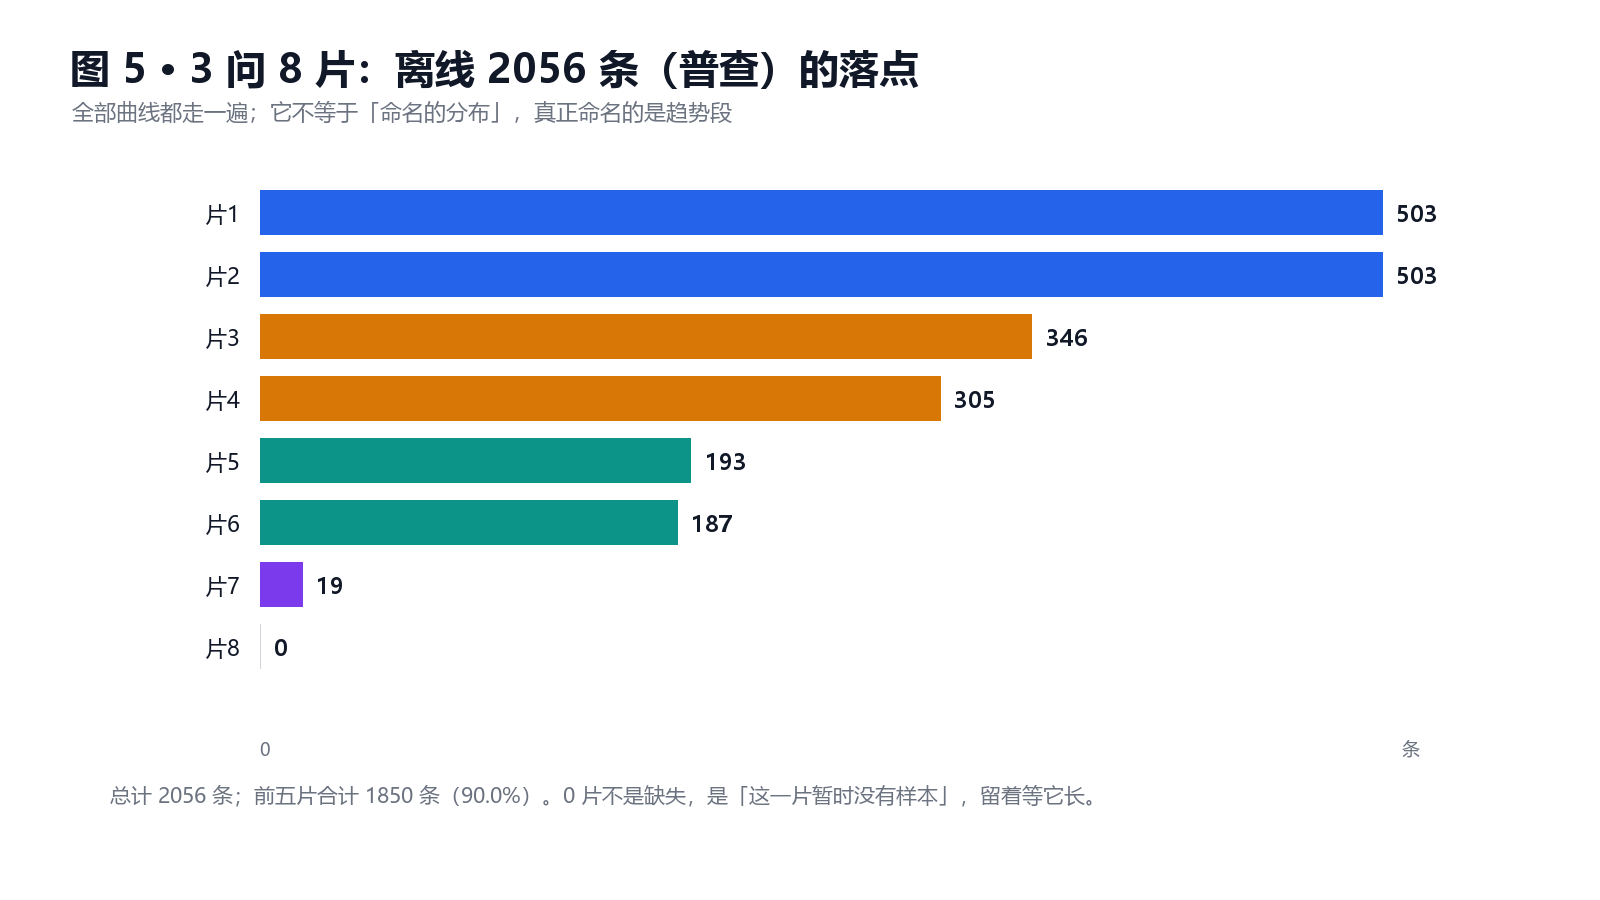 图 5 • 3 问 8 片：离线 2056 条（普查）的落点
全部曲线都走一遍；它不等于「命名的分布」，真正命名的是趋势段
片1 503
片2 503
片3 346
片4 305
片5 193
片6 187
片7 19
片8 0
0 条
总计 2056 条；前五片合计 1850 条（90.0%）。0 片不是缺失，是「这一片暂时没有样本」，留着等它长。